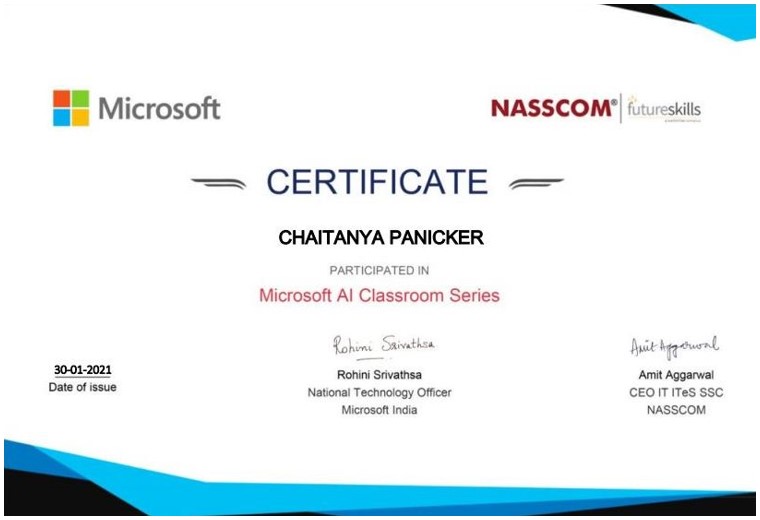 Microsoft
NASSCOM® futureskills
CERTIFICATE
CHAITANYA PANICKER
PARTICIPATED IN
Microsoft AI Classroom Series
30-01-2021
Date of issue
Rohini Srivathsa
Rohini Srivathsa
National Technology Officer
Microsoft India
Amit Aggarwal
Amit Aggarwal
CEO IT ITeS SSC
NASSCOM